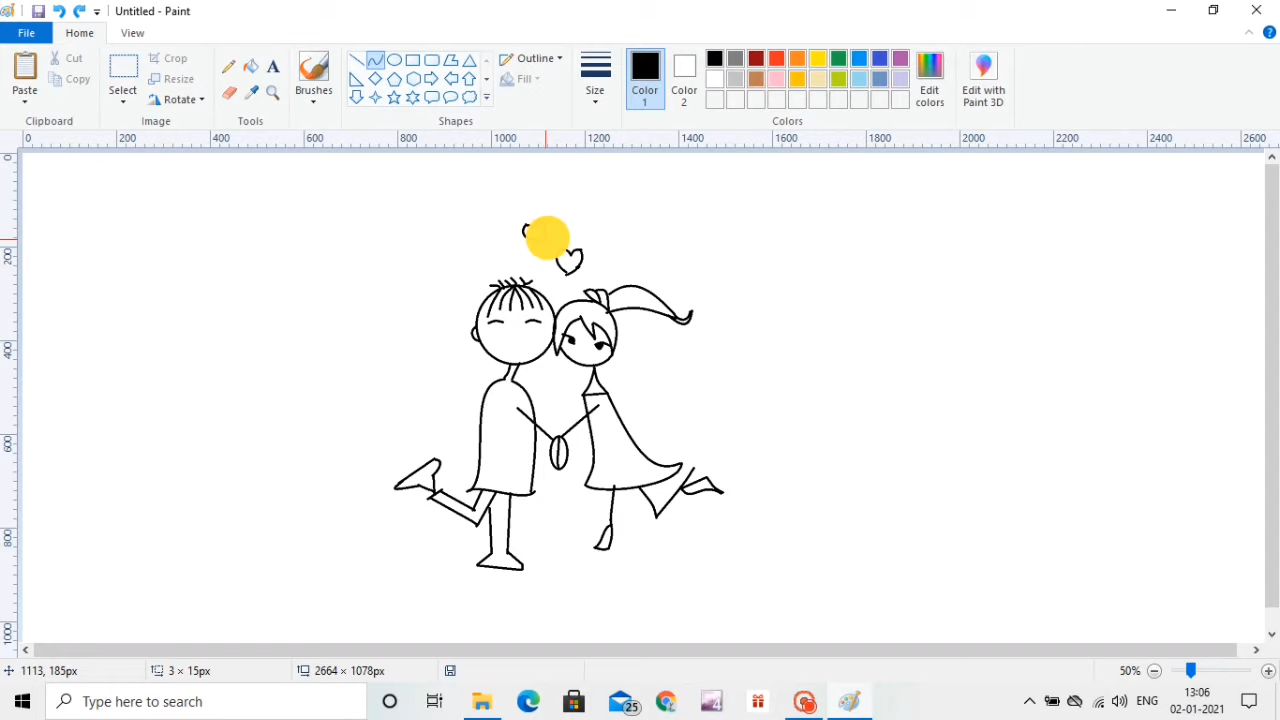 Untitled - Paint
File Home View
Paste
Cut
Copy
Clipboard
Select
Crop
Resize
Rotate
Image
Tools
Brushes
Shapes
Outline
Fill
Size
Color 1
Color 2
Colors
Edit colors
Edit with Paint 3D
0 200 400 600 800 1000 1200 1400 1600 1800 2000 2200 2400 2600
0
200
400
600
800
1000
1113, 185px 3 × 15px 2664 × 1078px 50%
Type here to search
25
4
ENG
13:06
02-01-2021